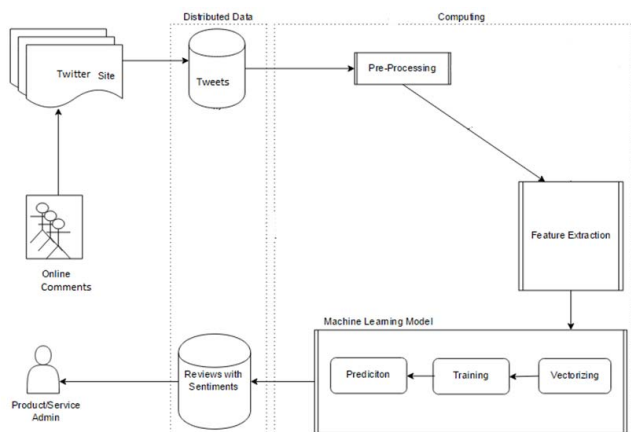 Distributed Data
Computing
Twitter Site
Tweets
Pre-Processing
Feature Extraction
Online
Comments
Machine Learning Model
Prediciton
Training
Vectorizing
Reviews with
Sentiments
Product/Service
Admin